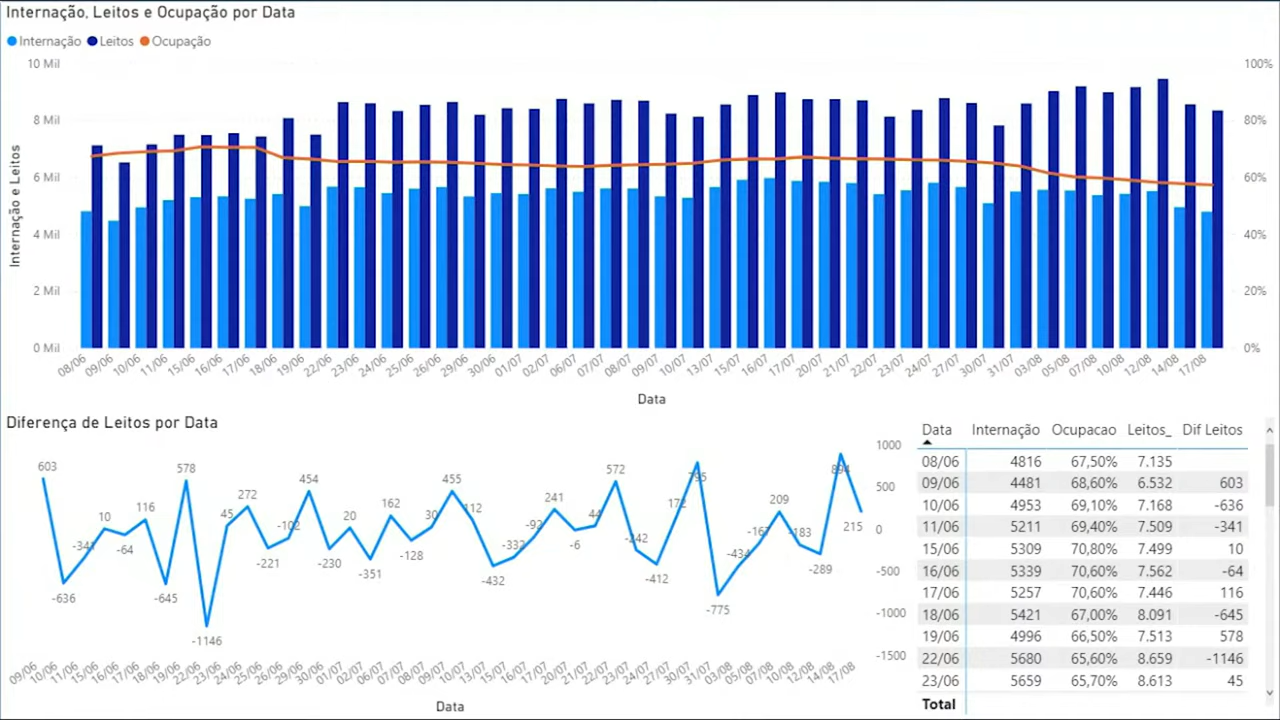 Internação, Leitos e Ocupação por Data
Internação Leitos Ocupação
10 Mil
8 Mil
6 Mil
4 Mil
2 Mil
0 Mil
Internação e Leitos
100%
80%
60%
40%
20%
0%
08/06 09/06 10/06 11/06 15/06 16/06 17/06 18/06 19/06 22/06 23/06 24/06 25/06 26/06 29/06 30/06 01/07 02/07 06/07 07/07 08/07 09/07 10/07 13/07 15/07 16/07 17/07 20/07 21/07 22/07 23/07 24/07 27/07 30/07 31/07 03/08 05/08 07/08 10/08 12/08 14/08 17/08
Data
Diferença de Leitos por Data
603 -636 -341 10 -64 116 -645 578 -1146 45 272 -221 -102 454 -230 20 -351 162 -128 30 455 112 -432 -332 -92 241 -6 44 572 -242 -412 172 795 -775 -434 -167 209 -183 -289 894 215
1000
500
0
-500
-1000
-1500
09/06 10/06 11/06 15/06 16/06 17/06 18/06 19/06 22/06 23/06 24/06 25/06 26/06 29/06 30/06 01/07 02/07 06/07 07/07 08/07 09/07 10/07 13/07 15/07 16/07 17/07 20/07 21/07 22/07 23/07 24/07 27/07 30/07 31/07 03/08 05/08 07/08 10/08 12/08 14/08 17/08
Data
Data Internação Ocupacao Leitos_ Dif Leitos
08/06 4816 67,50% 7.135
09/06 4481 68,60% 6.532 603
10/06 4953 69,10% 7.168 -636
11/06 5211 69,40% 7.509 -341
15/06 5309 70,80% 7.499 10
16/06 5339 70,60% 7.562 -64
17/06 5257 70,60% 7.446 116
18/06 5421 67,00% 8.091 -645
19/06 4996 66,50% 7.513 578
22/06 5680 65,60% 8.659 -1146
23/06 5659 65,70% 8.613 45
Total